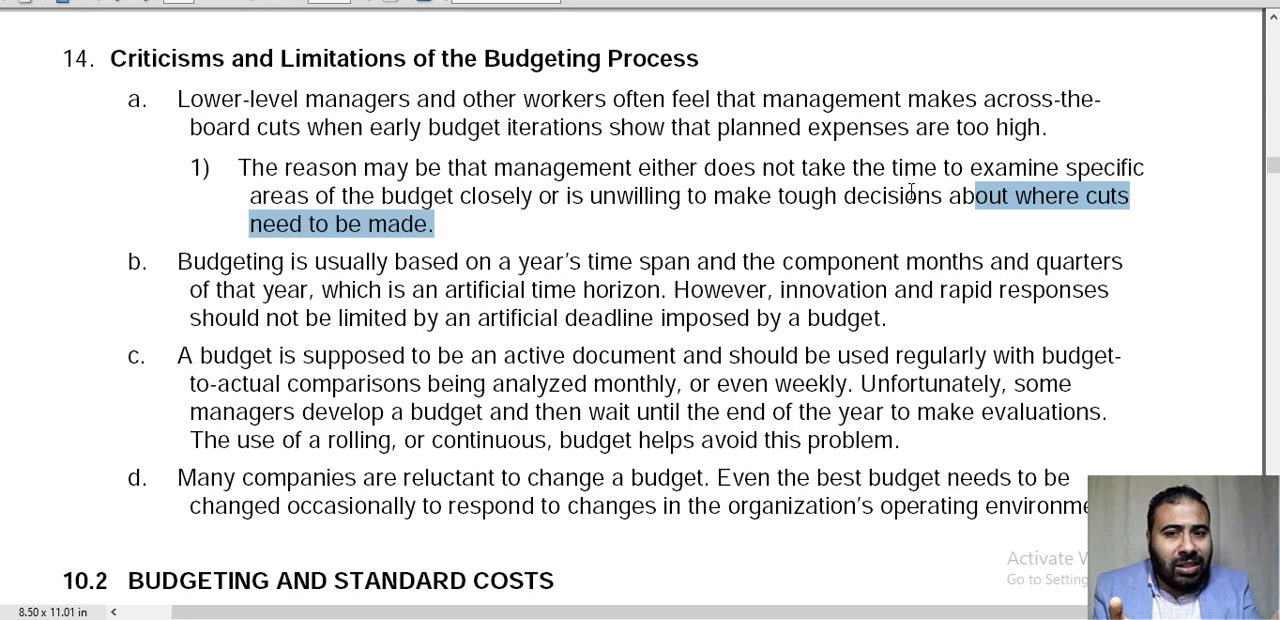 14. Criticisms and Limitations of the Budgeting Process
a. Lower-level managers and other workers often feel that management makes across-the-
board cuts when early budget iterations show that planned expenses are too high.
1) The reason may be that management either does not take the time to examine specific
areas of the budget closely or is unwilling to make tough decisions about where cuts
need to be made.
b. Budgeting is usually based on a year's time span and the component months and quarters
of that year, which is an artificial time horizon. However, innovation and rapid responses
should not be limited by an artificial deadline imposed by a budget.
c. A budget is supposed to be an active document and should be used regularly with budget-
to-actual comparisons being analyzed monthly, or even weekly. Unfortunately, some
managers develop a budget and then wait until the end of the year to make evaluations.
The use of a rolling, or continuous, budget helps avoid this problem.
d. Many companies are reluctant to change a budget. Even the best budget needs to be
changed occasionally to respond to changes in the organization's operating
Activate
Go to Setting
10.2 BUDGETING AND STANDARD COSTS
8.50 x 11.01 in